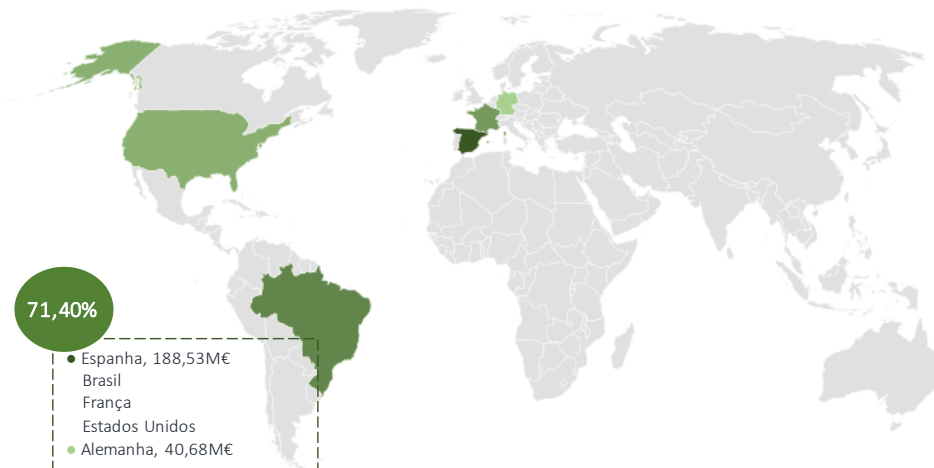 71,40%
Espanha, 188,53M€
Brasil
França
Estados Unidos
Alemanha, 40,68M€